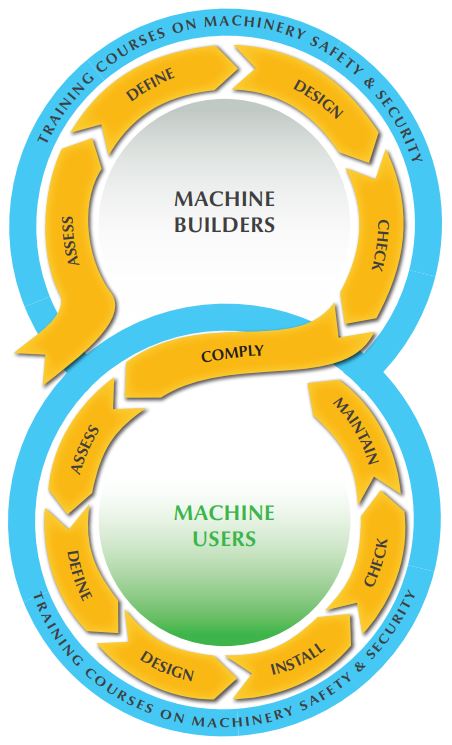 TRAINING COURSES ON MACHINERY SAFETY & SECURITY
ASSESS
DEFINE
DESIGN
CHECK
MACHINE
BUILDERS
COMPLY
ASSESS
DEFINE
DESIGN
INSTALL
CHECK
MAINTAIN
MACHINE
USERS
TRAINING COURSES ON MACHINERY SAFETY & SECURITY